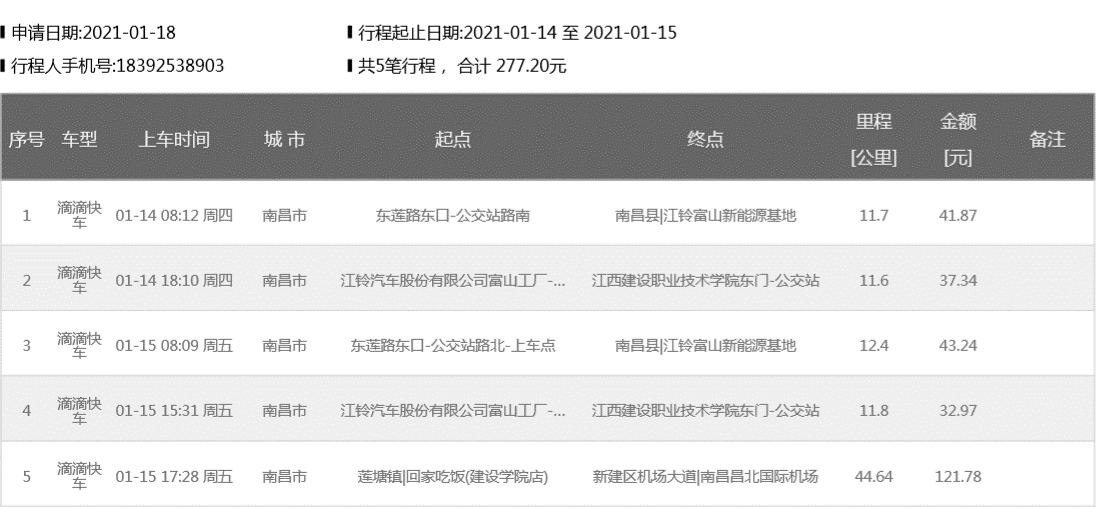 申请日期:2021-01-18 行程起止日期:2021-01-14 至 2021-01-15
行程人手机号:18392538903 共5笔行程， 合计 277.20元
序号 车型 上车时间 城 市 起点 终点 里程[公里] 金额[元] 备注
1 滴滴快车 01-14 08:12 周四 南昌市 东莲路东口-公交站路南 南昌县|江铃富山新能源基地 11.7 41.87
2 滴滴快车 01-14 18:10 周四 南昌市 江铃汽车股份有限公司富山工厂-... 江西建设职业技术学院东门-公交站 11.6 37.34
3 滴滴快车 01-15 08:09 周五 南昌市 东莲路东口-公交站路北-上车点 南昌县|江铃富山新能源基地 12.4 43.24
4 滴滴快车 01-15 15:31 周五 南昌市 江铃汽车股份有限公司富山工厂-... 江西建设职业技术学院东门-公交站 11.8 32.97
5 滴滴快车 01-15 17:28 周五 南昌市 莲塘镇|回家吃饭(建设学院店) 新建区机场大道|南昌昌北国际机场 44.64 121.78